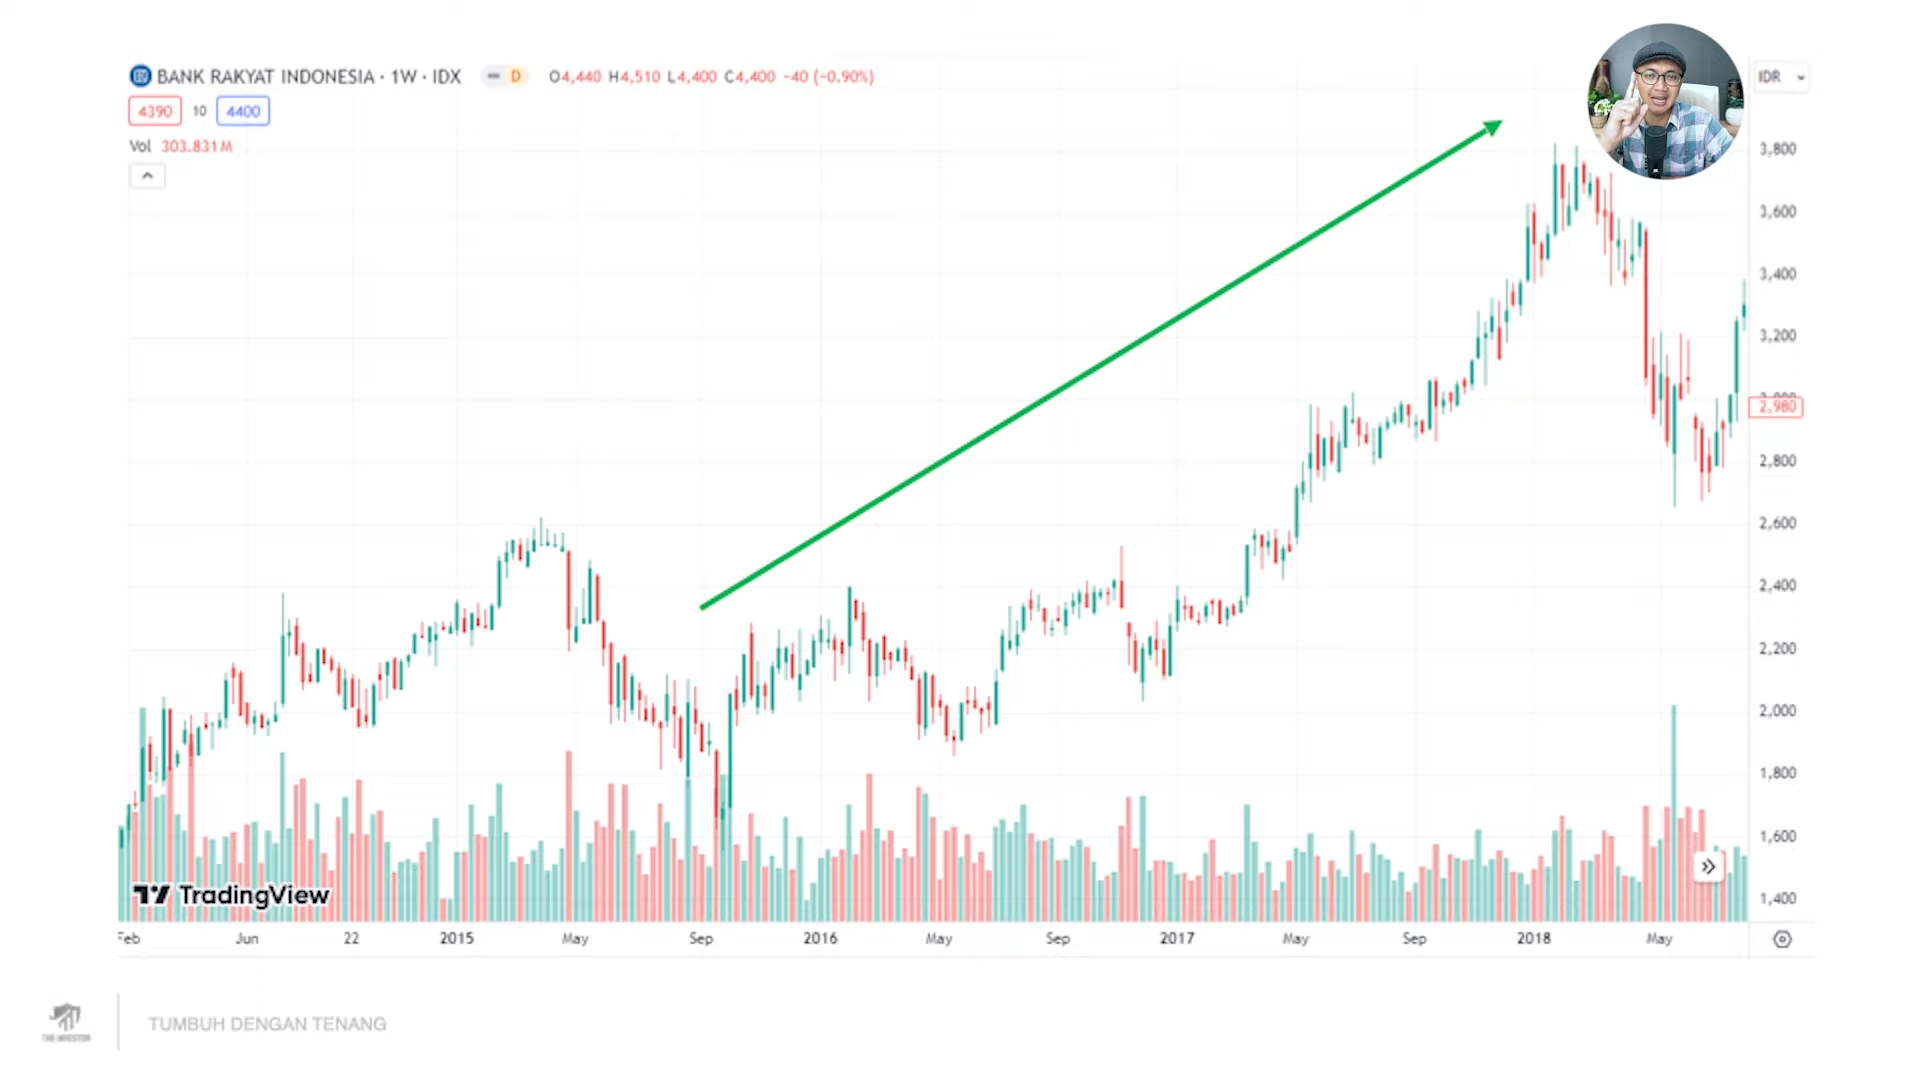 BANK RAKYAT INDONESIA · 1W · IDX D O4,440 H4,510 L4,400 C4,400 −40 (−0.90%)
IDR
4390 10 4400
Vol 303.831M
3,800
3,600
3,400
3,200
2,980
2,800
2,600
2,400
2,200
2,000
1,800
1,600
1,400
TradingView
Feb Jun 22 2015 May Sep 2016 May Sep 2017 May Sep 2018 May
THE INVESTOR
TUMBUH DENGAN TENANG